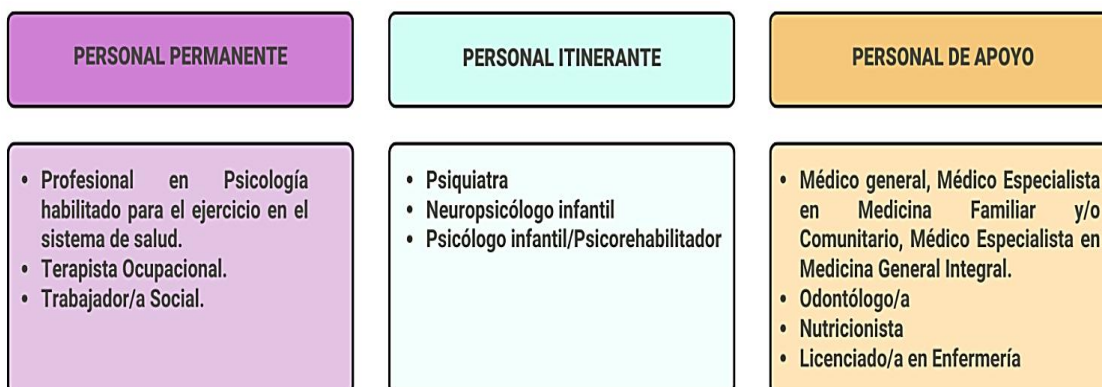 PERSONAL PERMANENTE
• Profesional en Psicología
habilitado para el ejercicio en el
sistema de salud.
• Terapista Ocupacional.
• Trabajador/a Social.
PERSONAL ITINERANTE
• Psiquiatra
• Neuropsicólogo infantil
• Psicólogo infantil/Psicorehabilitador
PERSONAL DE APOYO
• Médico general, Médico Especialista
en Medicina Familiar y/o
Comunitario, Médico Especialista en
Medicina General Integral.
• Odontólogo/a
• Nutricionista
• Licenciado/a en Enfermería